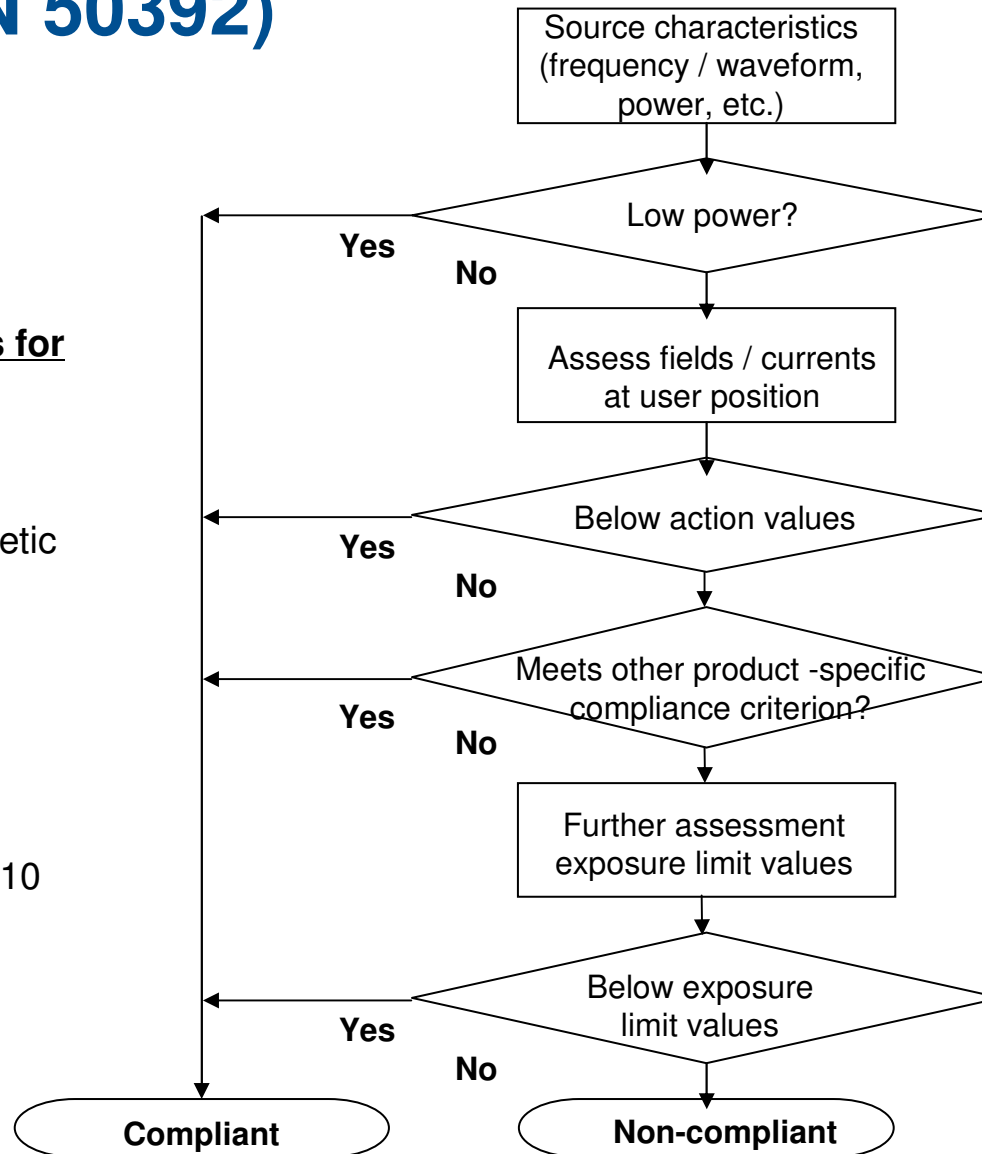 N 50392)
Source characteristics
(frequency / waveform,
power, etc.)
Low power?
Yes
No
s for
Assess fields / currents
at user position
Below action values
etic
Yes
No
Meets other product -specific
compliance criterion?
Yes
No
Further assessment
exposure limit values
10
Below exposure
limit values
Yes
No
Compliant
Non-compliant